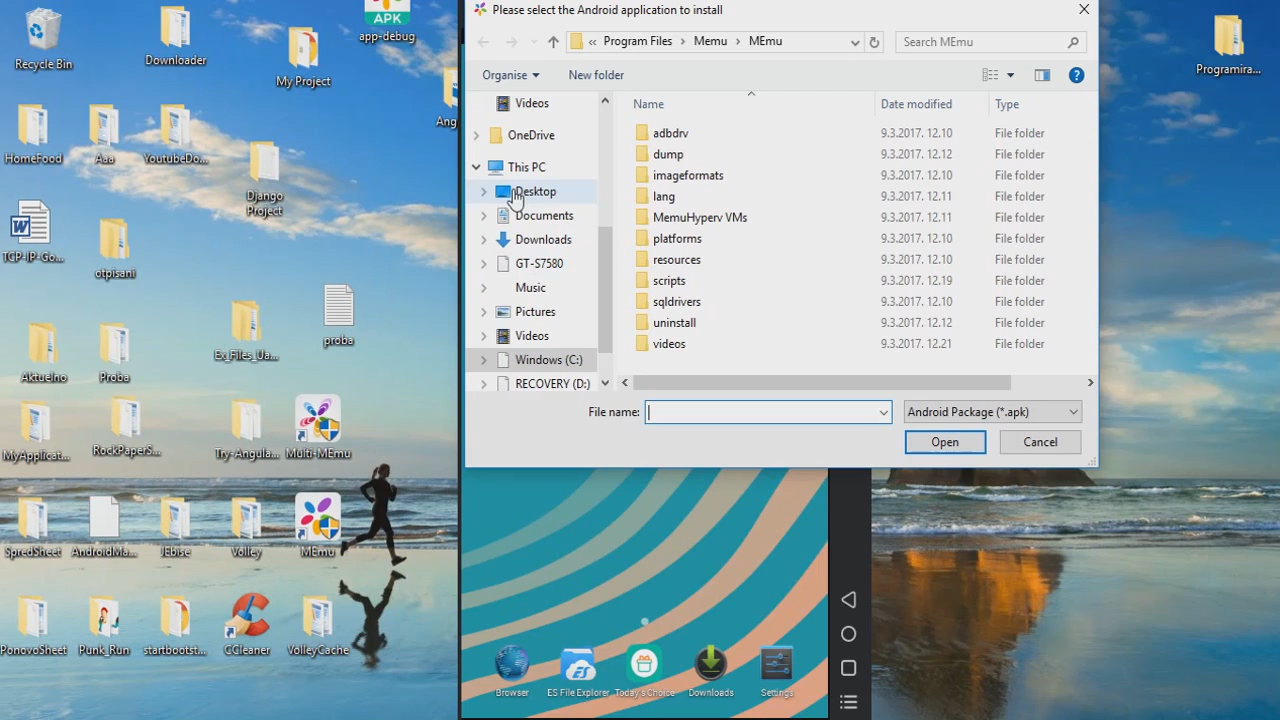 Recycle Bin
Downloader
My Project
APK
app-debug
Ang
HomeFood
Aaa
YoutubeDo...
Django
Project
TCP-IP-Go...
otpisani
proba
Ex_Files_Ua...
Aktuelno
Proba
MyApplicat...
RockPaperS...
Try-Angula...
Multi-MEmu
SpredSheet
AndroidMa...
JEbise
Volley
MEmu
PonovoSheet
Punk_Run
startbootst...
CCleaner
VolleyCache
Please select the Android application to install
« Program Files > Memu > MEmu
Search MEmu
Organise
New folder
Videos
OneDrive
This PC
Desktop
Documents
Downloads
GT-S7580
Music
Pictures
Videos
Windows (C:)
RECOVERY (D:)
Name Date modified Type
adbdrv 9.3.2017. 12.10 File folder
dump 9.3.2017. 12.12 File folder
imageformats 9.3.2017. 12.10 File folder
lang 9.3.2017. 12.11 File folder
MemuHyperv VMs 9.3.2017. 12.11 File folder
platforms 9.3.2017. 12.10 File folder
resources 9.3.2017. 12.10 File folder
scripts 9.3.2017. 12.19 File folder
sqldrivers 9.3.2017. 12.10 File folder
uninstall 9.3.2017. 12.12 File folder
videos 9.3.2017. 12.21 File folder
File name:
Android Package (*.apk)
Open
Cancel
Browser
ES File Explorer
Today's Choice
Downloads
Settings
Programira...